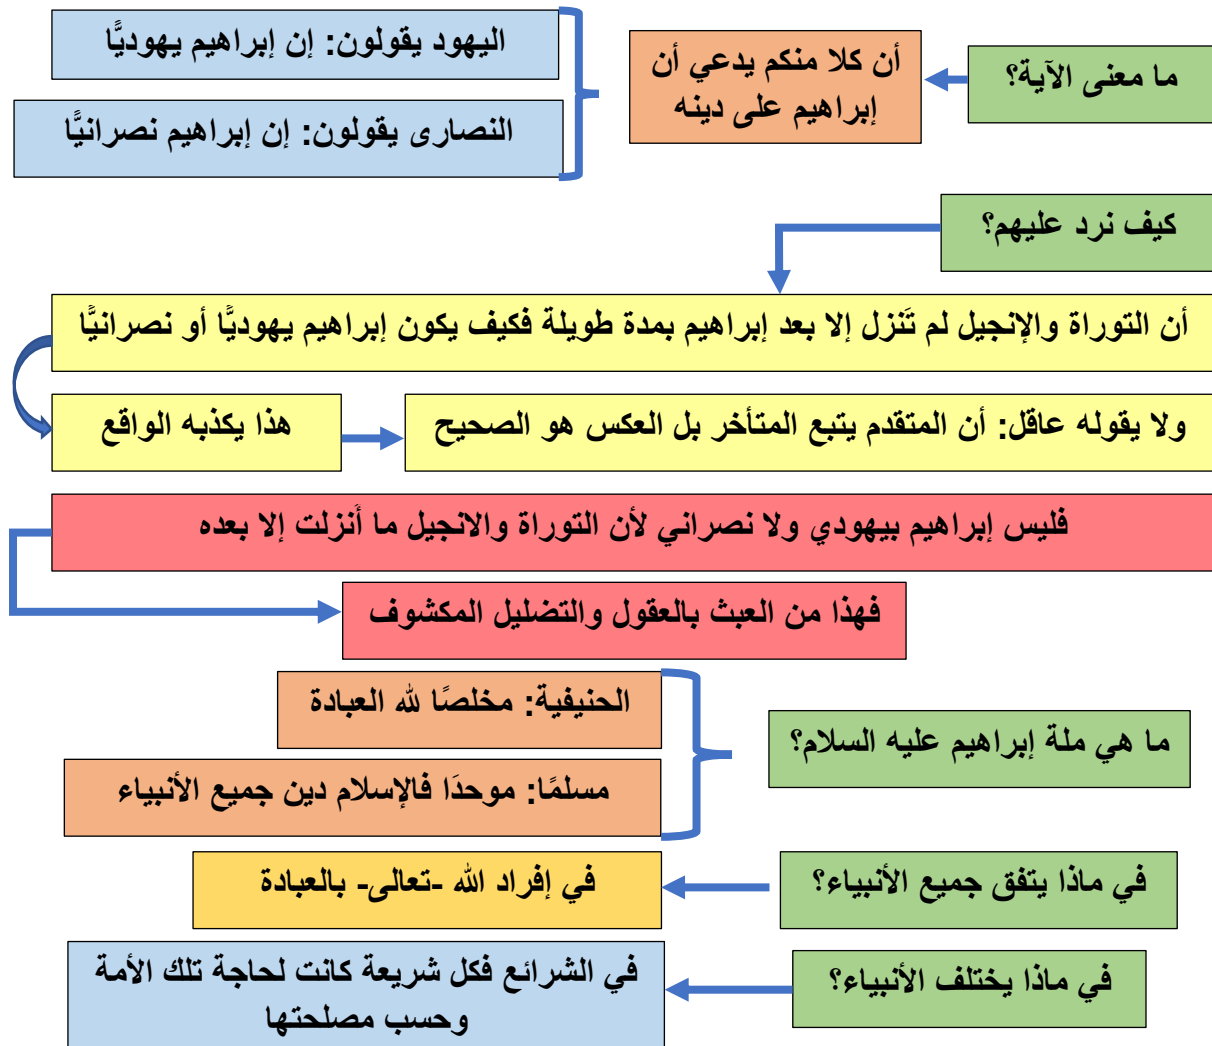 ما معنى الآية؟
أن كلا منكم يدعي أن
إبراهيم على دينه
اليهود يقولون: إن إبراهيم يهوديًّا
النصارى يقولون: إن إبراهيم نصرانيًّا
كيف نرد عليهم؟
أن التوراة والإنجيل لم تَنزل إلا بعد إبراهيم بمدة طويلة فكيف يكون إبراهيم يهوديًّا أو نصرانيًّا
هذا يكذبه الواقع
ولا يقوله عاقل: أن المتقدم يتبع المتأخر بل العكس هو الصحيح
فليس إبراهيم بيهودي ولا نصراني لأن التوراة والانجيل ما أُنزلت إلا بعده
فهذا من العبث بالعقول والتضليل المكشوف
ما هي ملة إبراهيم عليه السلام؟
الحنيفية: مخلصًا لله العبادة
مسلمًا: موحدَا فالإسلام دين جميع الأنبياء
في ماذا يتفق جميع الأنبياء؟
في إفراد الله -تعالى- بالعبادة
في ماذا يختلف الأنبياء؟
في الشرائع فكل شريعة كانت لحاجة تلك الأمة
وحسب مصلحتها